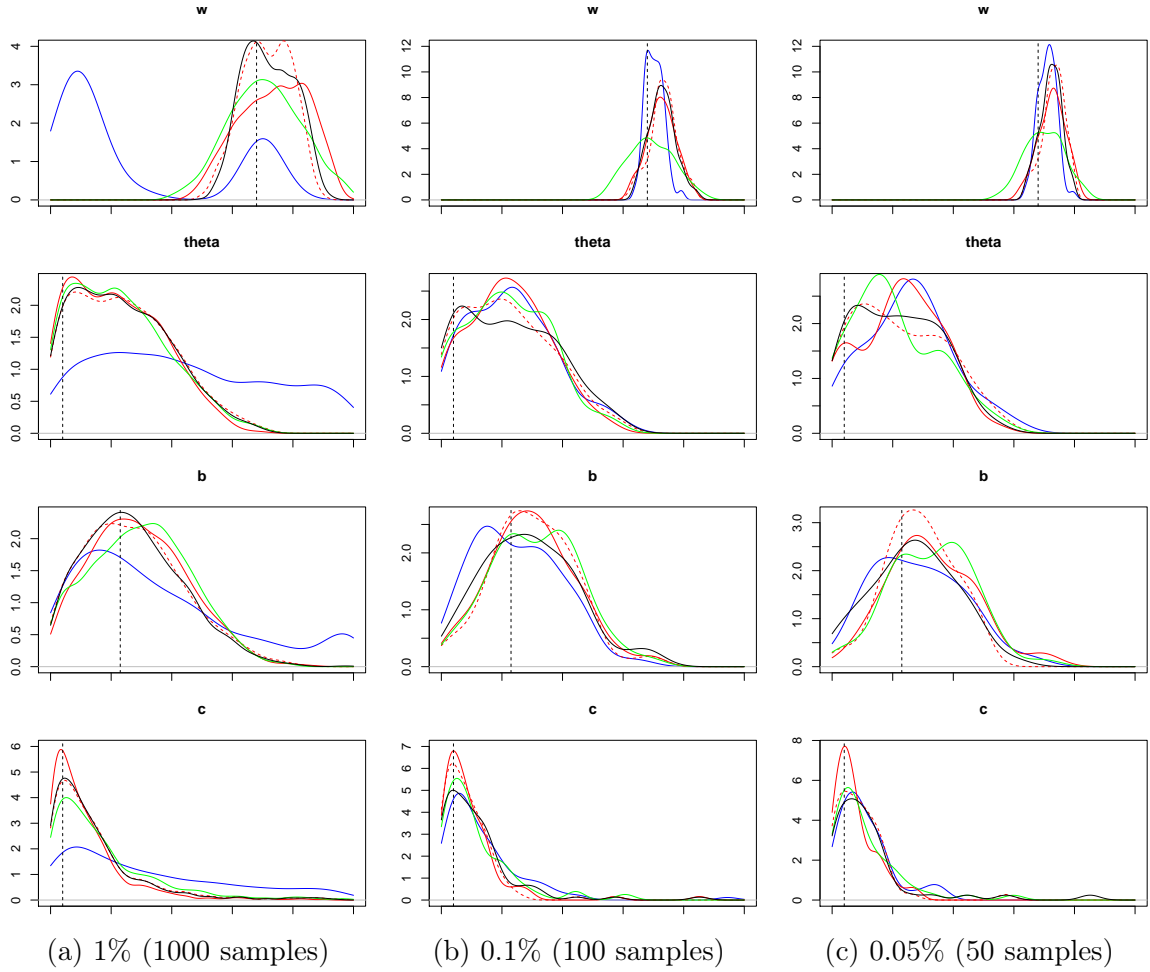 w w w
4 3 2 1 0
12 10 8 6 4 2 0
12 10 8 6 4 2 0
theta theta theta
2.0 1.5 1.0 0.5 0.0
2.0 1.0 0.0
2.0 1.0 0.0
b b b
2.0 1.5 1.0 0.5 0.0
2.0 1.0 0.0
3.0 2.0 1.0 0.0
c c c
6 5 4 3 2 1 0
7 6 5 4 3 2 1 0
8 6 4 2 0
(a) 1% (1000 samples) (b) 0.1% (100 samples) (c) 0.05% (50 samples)